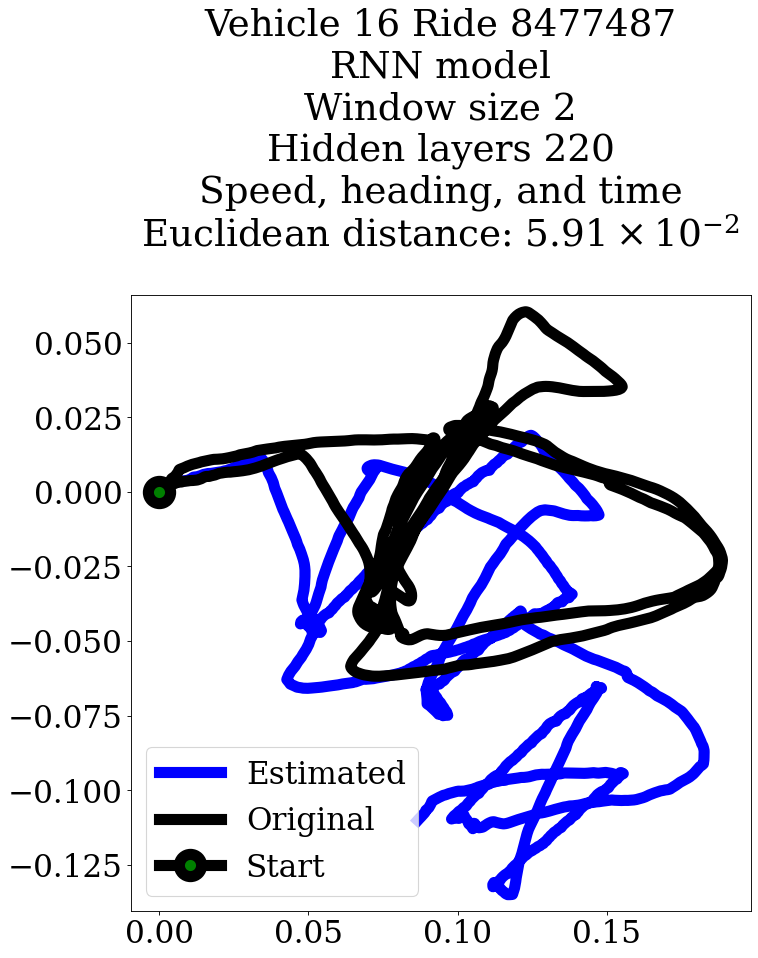 Vehicle 16 Ride 8477487
RNN model
Window size 2
Hidden layers 220
Speed, heading, and time
Euclidean distance: 5.91 × 10⁻²
0.050
0.025
0.000
−0.025
−0.050
−0.075
−0.100
−0.125
Estimated
Original
Start
0.00 0.05 0.10 0.15